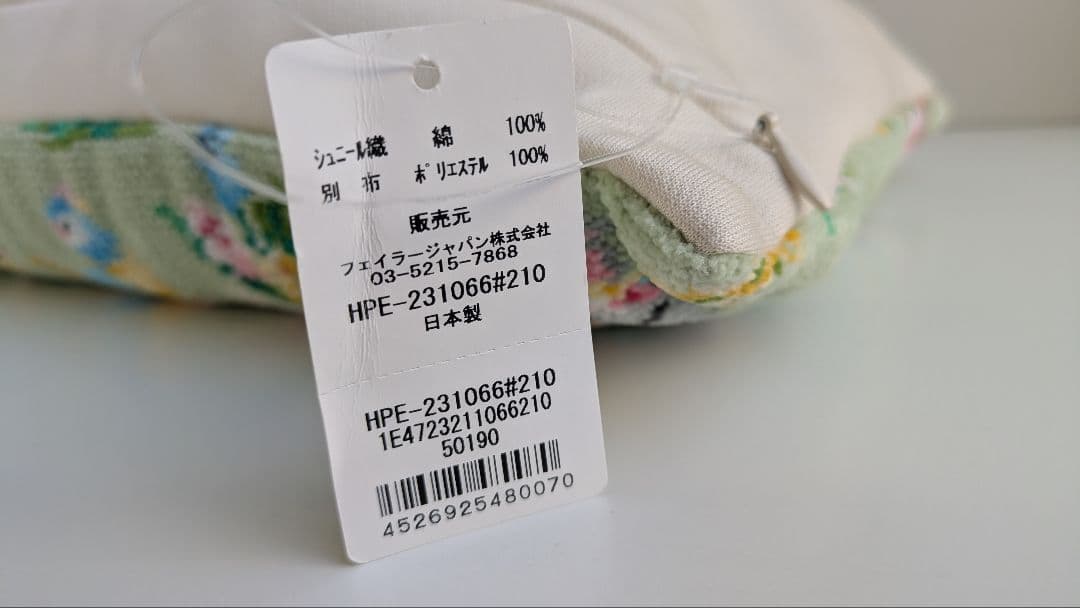 シュニール織 綿 100%
別布 ポリエステル 100%
販売元
フェイラージャパン株式会社
03-5215-7868
HPE-231066#210
日本製
HPE-231066#210
1E4723211066210
50190
4526925480070